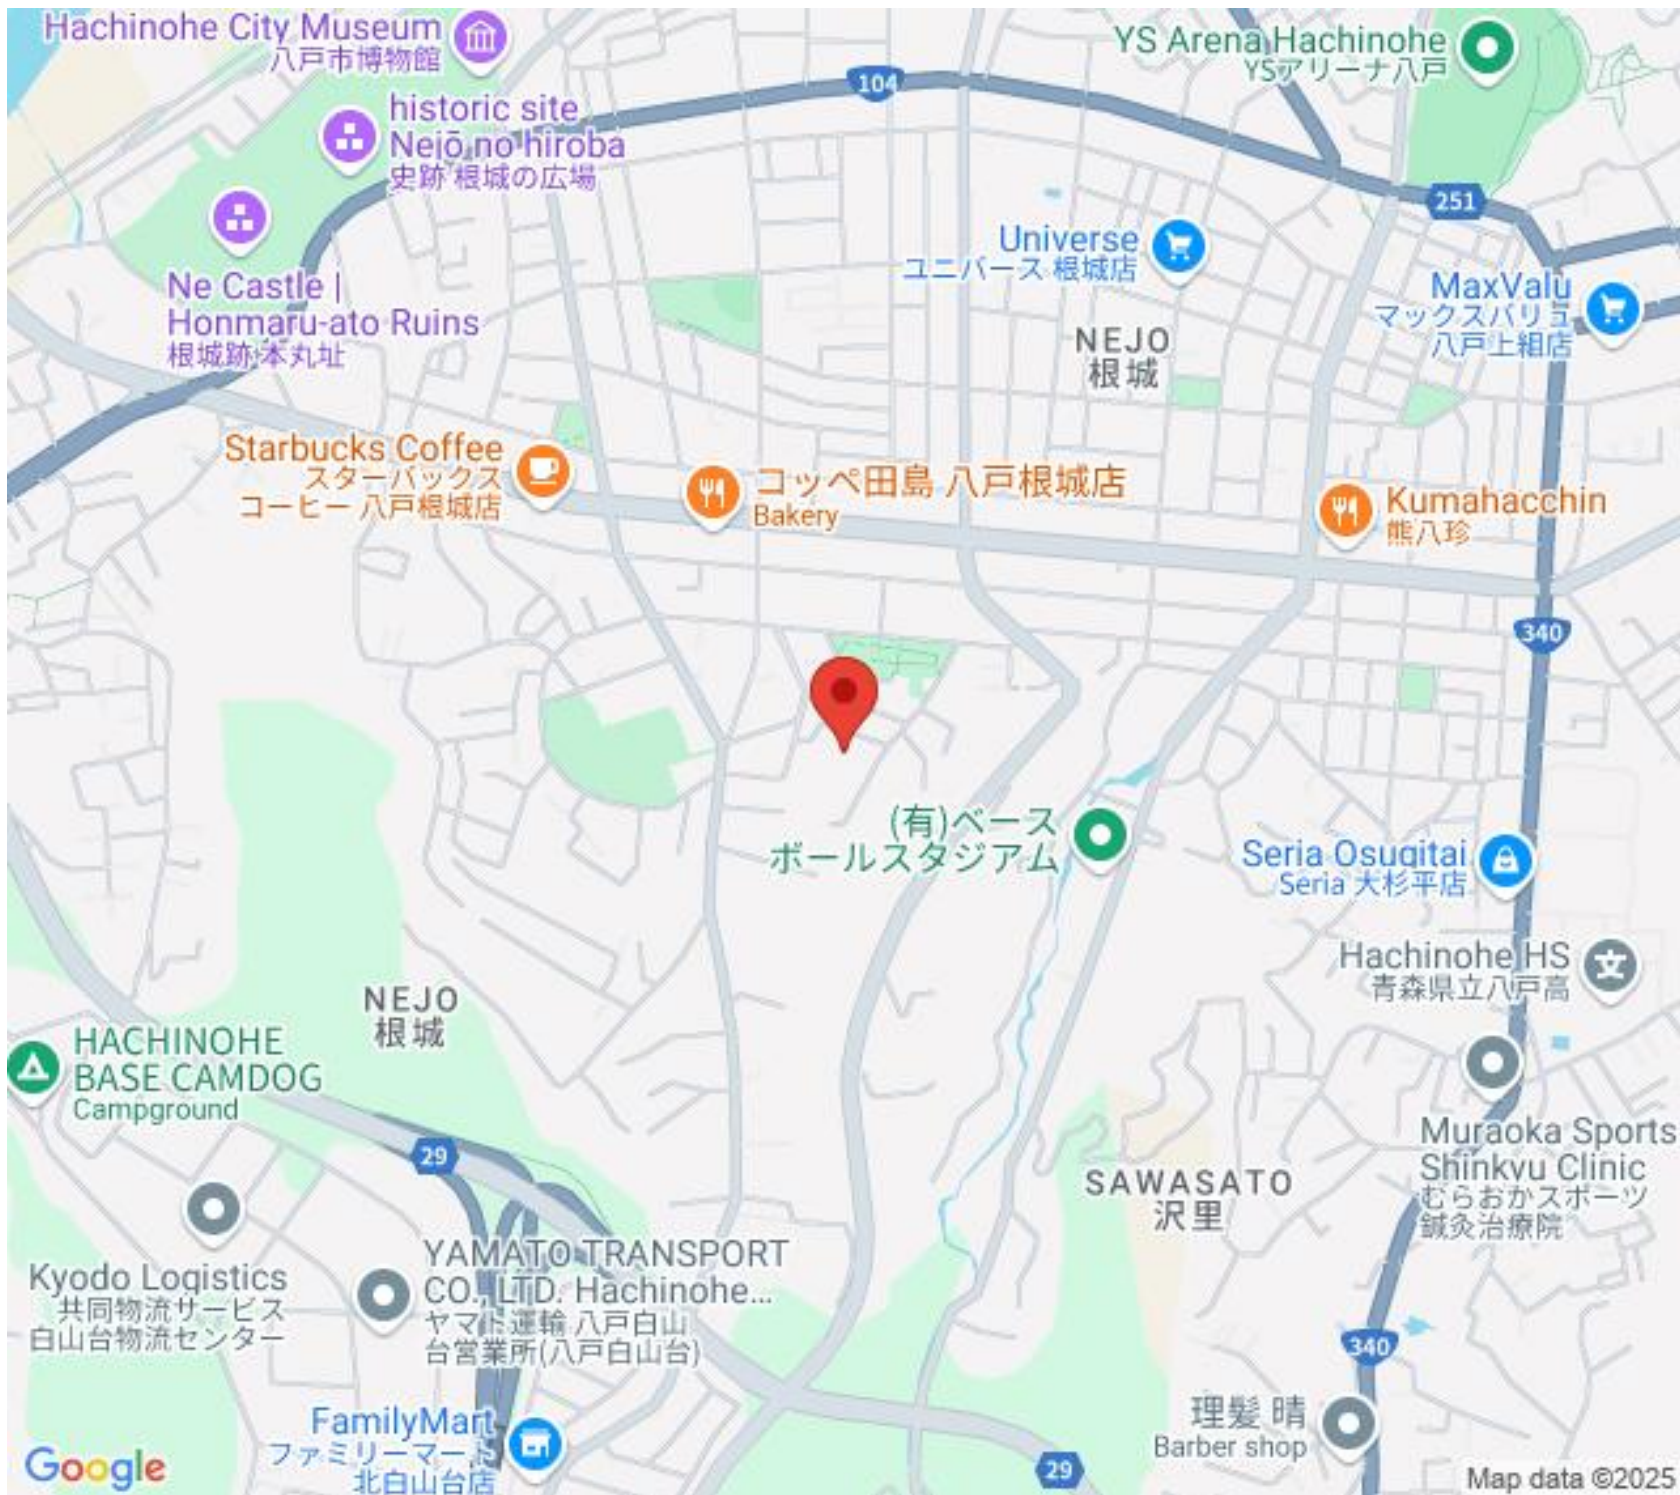 Hachinohe City Museum
八戸市博物館
YS Arena Hachinohe
YSアリーナ八戸
104
historic site
Nejō no hiroba
史跡 根城の広場
251
Universe
ユニバース 根城店
Ne Castle |
Honmaru-ato Ruins
根城跡 本丸址
MaxValu
マックスバリュ
八戸上組店
NEJO
根城
Starbucks Coffee
スターバックス
コーヒー 八戸根城店
コッペ田島 八戸根城店
Bakery
Kumahacchin
熊八珍
340
(有)ベース
ボールスタジアム
Seria Osugitai
Seria 大杉平店
Hachinohe HS
青森県立八戸高
文
NEJO
根城
HACHINOHE
BASE CAMDOG
Campground
29
Muraoka Sports
Shinkyu Clinic
むらおかスポーツ
鍼灸治療院
SAWASATO
沢里
Kyodo Logistics
共同物流サービス
白山台物流センター
YAMATO TRANSPORT
CO., LTD. Hachinohe...
ヤマト運輸 八戸白山
台営業所(八戸白山台)
340
理髪 晴
Barber shop
FamilyMart
ファミリーマート
北白山台店
29
Google
Map data ©2025